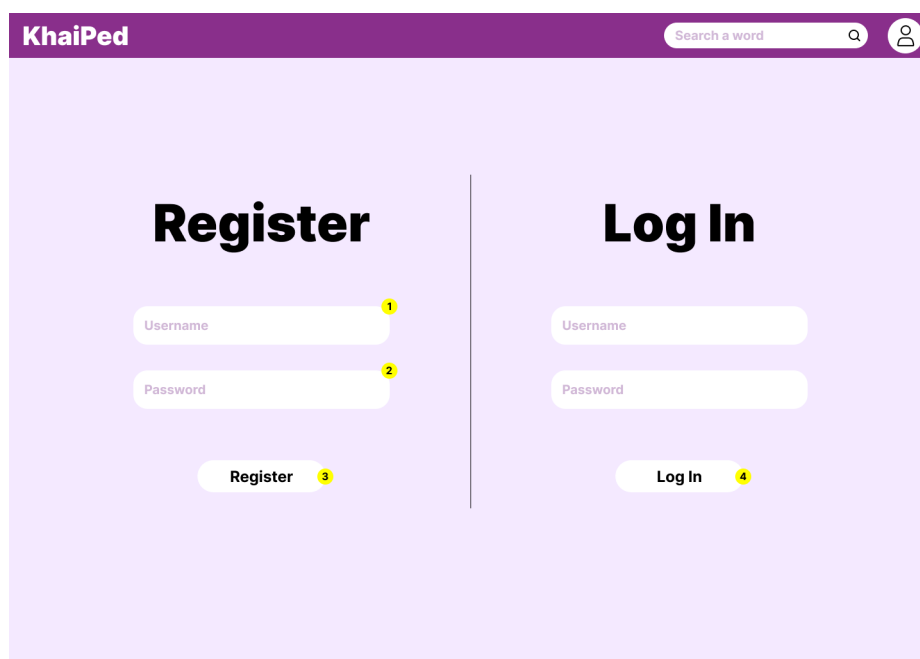 KhaiPed
Search a word
Register
1
Username
2
Password
Register 3
Log In
Username
Password
Log In 4